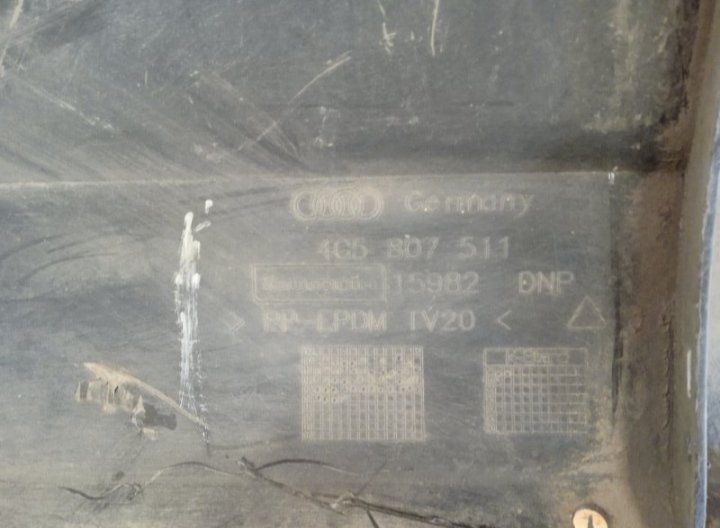 Germany
4G5 807 511
15982 DNP
> PP-EPDM TV20 <